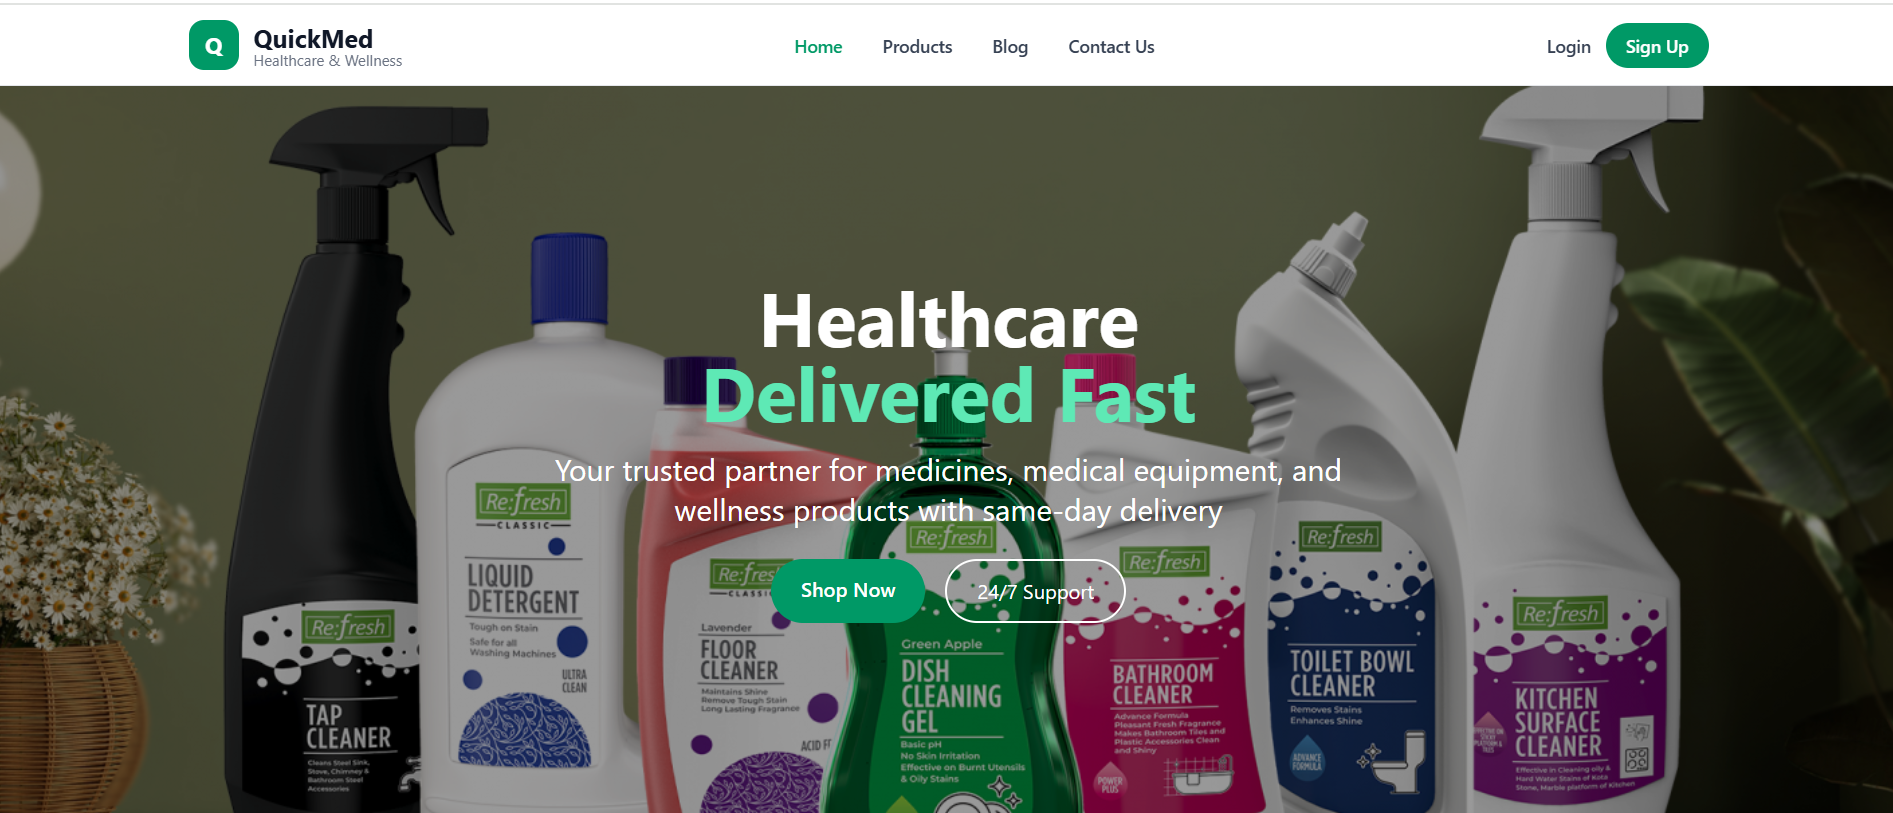 Q
QuickMed
Healthcare & Wellness
Home
Products
Blog
Contact Us
Login
Sign Up
Healthcare
Delivered Fast
Your trusted partner for medicines, medical equipment, and
wellness products with same-day delivery
Shop Now
24/7 Support
Re:fresh
TAP
CLEANER
Cleans Steel Sink,
Stove, Chimney &
Bathroom Steel
Accessories
Re:fresh
CLASSIC
LIQUID
DETERGENT
Tough on Stain
Safe for all
Washing Machines
ULTRA
CLEAN
Re:fres
CLASSI
Lavender
FLOOR
CLEANER
Maintains Shine
Remove Tough Stain
Long Lasting Fragrance
ACID
Re:fresh
Green Apple
DISH
CLEANING
GEL
Basic pH
No Skin Irritation
Effective on Burnt Utensils
& Oily Stains
Re:fresh
BATHROOM
CLEANER
Advance Formula
Pleasant Fresh Fragrance
Makes Bathroom Tiles and
Plastic Accessories Clean
and Shiny
POWER
PLUS
Re:fresh
TOILET BOWL
CLEANER
Removes Stains
Enhances Shine
ADVANCE
FORMULA
Re:fresh
KITCHEN
SURFACE
CLEANER
Effective in Cleaning oily &
Hard Water Stains of Kota
Stone, Marble platform of Kitchen